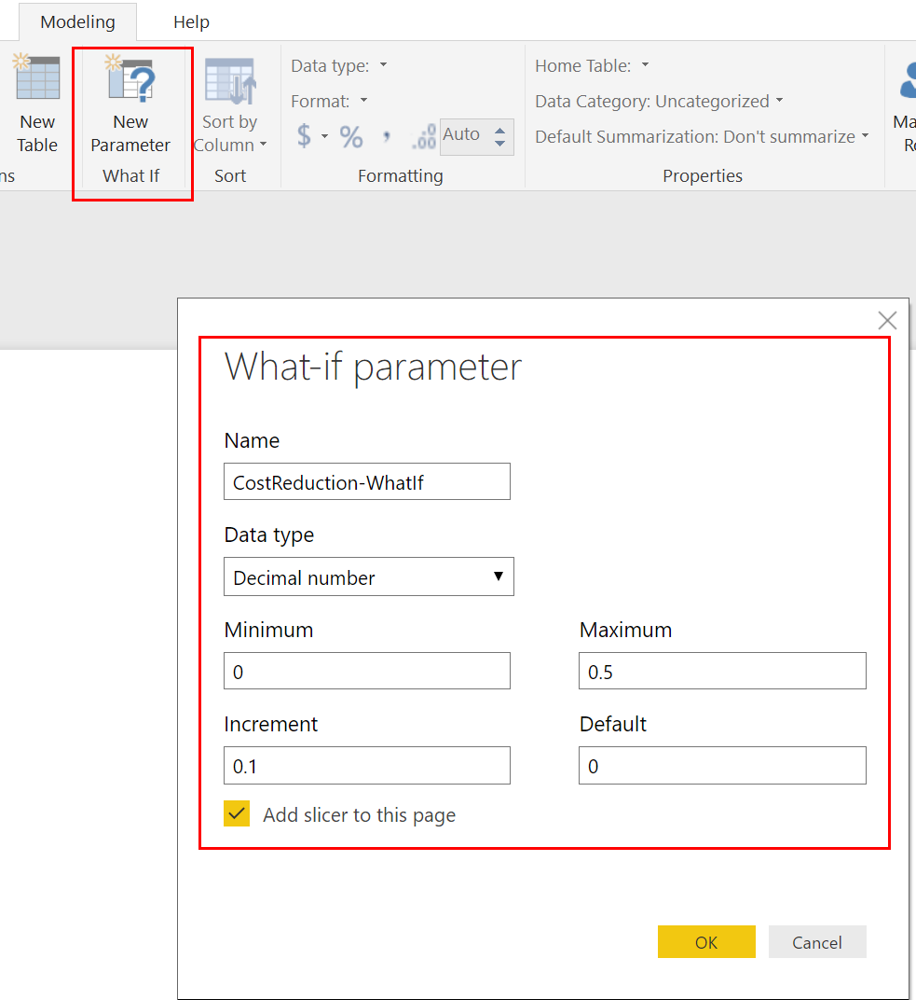 Modeling Help
New Table
New Parameter
Sort by Column
Data type:
Format:
$ % , .00 Auto
Home Table:
Data Category: Uncategorized
Default Summarization: Don't summarize
Ma
Ro
ns
What If
Sort
Formatting
Properties
What-if parameter
Name
CostReduction-WhatIf
Data type
Decimal number
Minimum Maximum
0 0.5
Increment Default
0.1 0
Add slicer to this page
OK Cancel